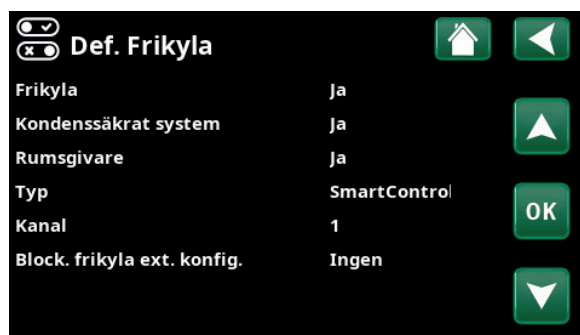 Def. Frikyla
Frikyla Ja
Kondenssäkrat system Ja
Rumsgivare Ja
Typ SmartControl
Kanal 1
OK
Block. frikyla ext. konfig. Ingen